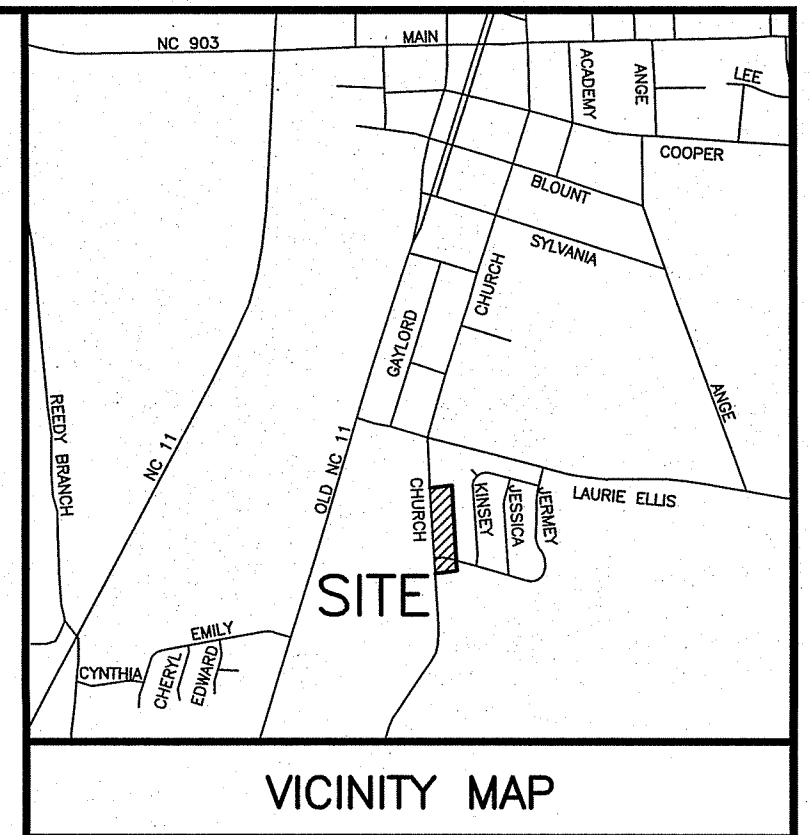 NC 903
MAIN
ACADEMY
ANGE
LEE
COOPER
BLOUNT
SYLVANIA
CHURCH
GAYLORD
REEDY BRANCH
NC 11
OLD NC 11
ANGE
CHURCH
KINSEY
JESSICA
JERMEY
LAURIE ELLIS
SITE
EMILY
CYNTHIA
CHERYL
EDWARD
VICINITY MAP